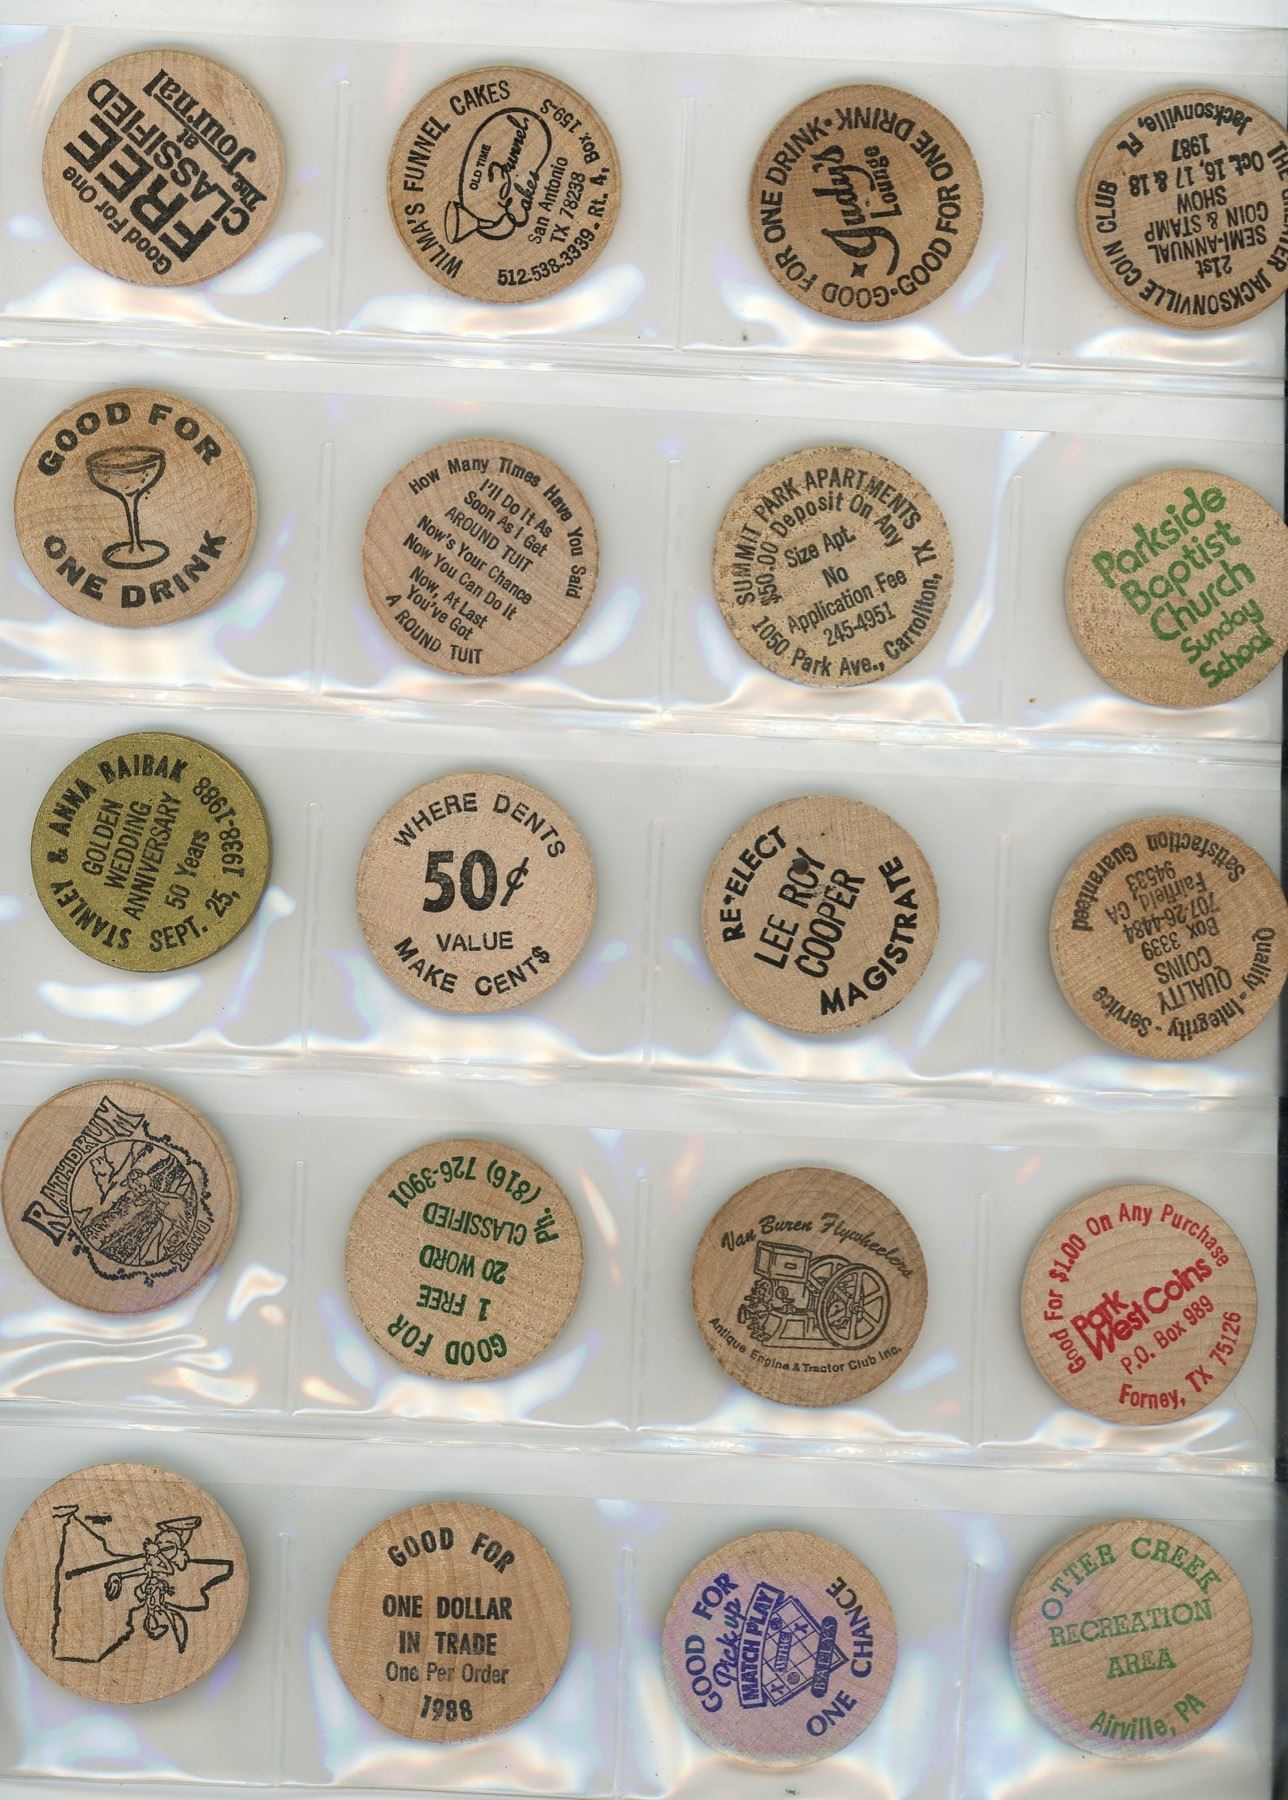 Good For One
FREE
CLASSIFIED
at
The Journal
WILMA'S FUNNEL CAKES
OLD TIME
Funnel
Cakes
San Antonio
TX 78238
512-538-3339 - Rt. A, Box 159-S
GOOD FOR ONE DRINK • GOOD FOR ONE DRINK •
Judy's
Lounge
JACKSONVILLE COIN CLUB
21st
SEMI-ANNUAL
COIN & STAMP
SHOW
Oct. 16, 17 & 18
1987
Jacksonville, FL
GOOD FOR
ONE DRINK
How Many Times Have You Said
I'll Do It As
Soon As I Get
AROUND TUIT
Now's Your Chance
Now You Can Do It
Now, At Last
You've Got
A ROUND TUIT
SUMMIT PARK APARTMENTS
$50.00 Deposit On Any
Size Apt.
No
Application Fee
245-4951
1050 Park Ave., Carrollton, TX
Parkside
Baptist
Church
Sunday
School
STANLEY & ANNA BAIBAK
GOLDEN
WEDDING
ANNIVERSARY
50 Years
SEPT. 25, 1938-1988
WHERE DENTS
50¢
VALUE
MAKE CENT$
RE-ELECT
LEE ROY
COOPER
MAGISTRATE
Quality - Integrity - Service
QUALITY
COINS
Box 3339
707-26-4484
Fairfield, CA
94533
Satisfaction Guaranteed
RATHDRUM
IDAHO
GOOD FOR
1 FREE
20 WORD
CLASSIFIED
Ph. (816) 726-3901
Van Buren Flywheelers
Antique Engine & Tractor Club Inc.
Good For $1.00 On Any Purchase
Park
West Coins
P.O. Box 989
Forney, TX 75126
GOOD FOR
ONE DOLLAR
IN TRADE
One Per Order
1988
GOOD FOR
Pick up
MATCH PLAY
ONE CHANCE
OTTER CREEK
RECREATION
AREA
Airville, PA